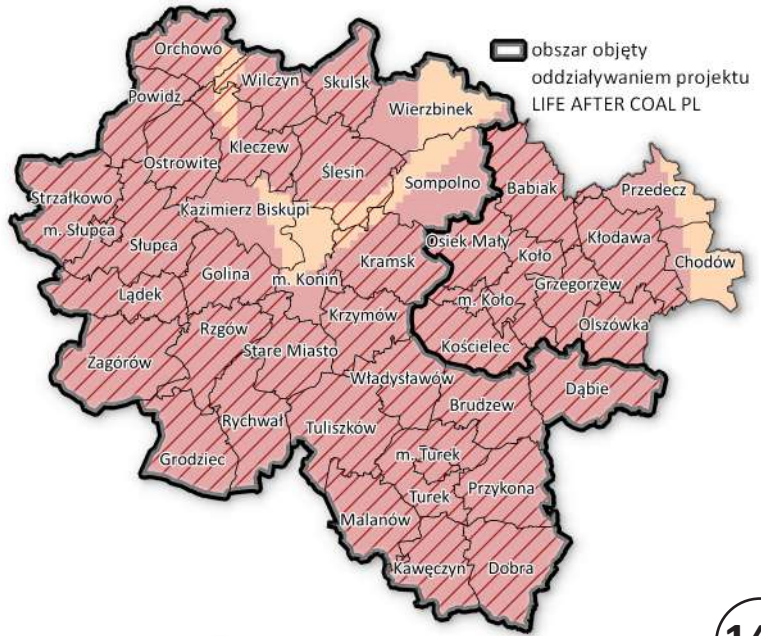 obszar objęty
oddziaływaniem projektu
LIFE AFTER COAL PL
Orchowo
Wilczyn
Skulsk
Powidz
Wierzbinek
Kleczew
Ostrowite
Ślesin
Strzałkowo
Sompolno
Babiak
Przedecz
m. Słupca
Kazimierz Biskupi
Słupca
Osiek Mały
Kłodawa
Koło
Chodów
Golina
Kramsk
m. Konin
Lądek
Grzegorzew
m. Koło
Krzymów
Rzgów
Olszówka
Kościelec
Zagórów
Stare Miasto
Władysławów
Dąbie
Brudzew
Rychwał
Tuliszków
Grodziec
m. Turek
Przykona
Turek
Malanów
Kawęczyn
Dobra